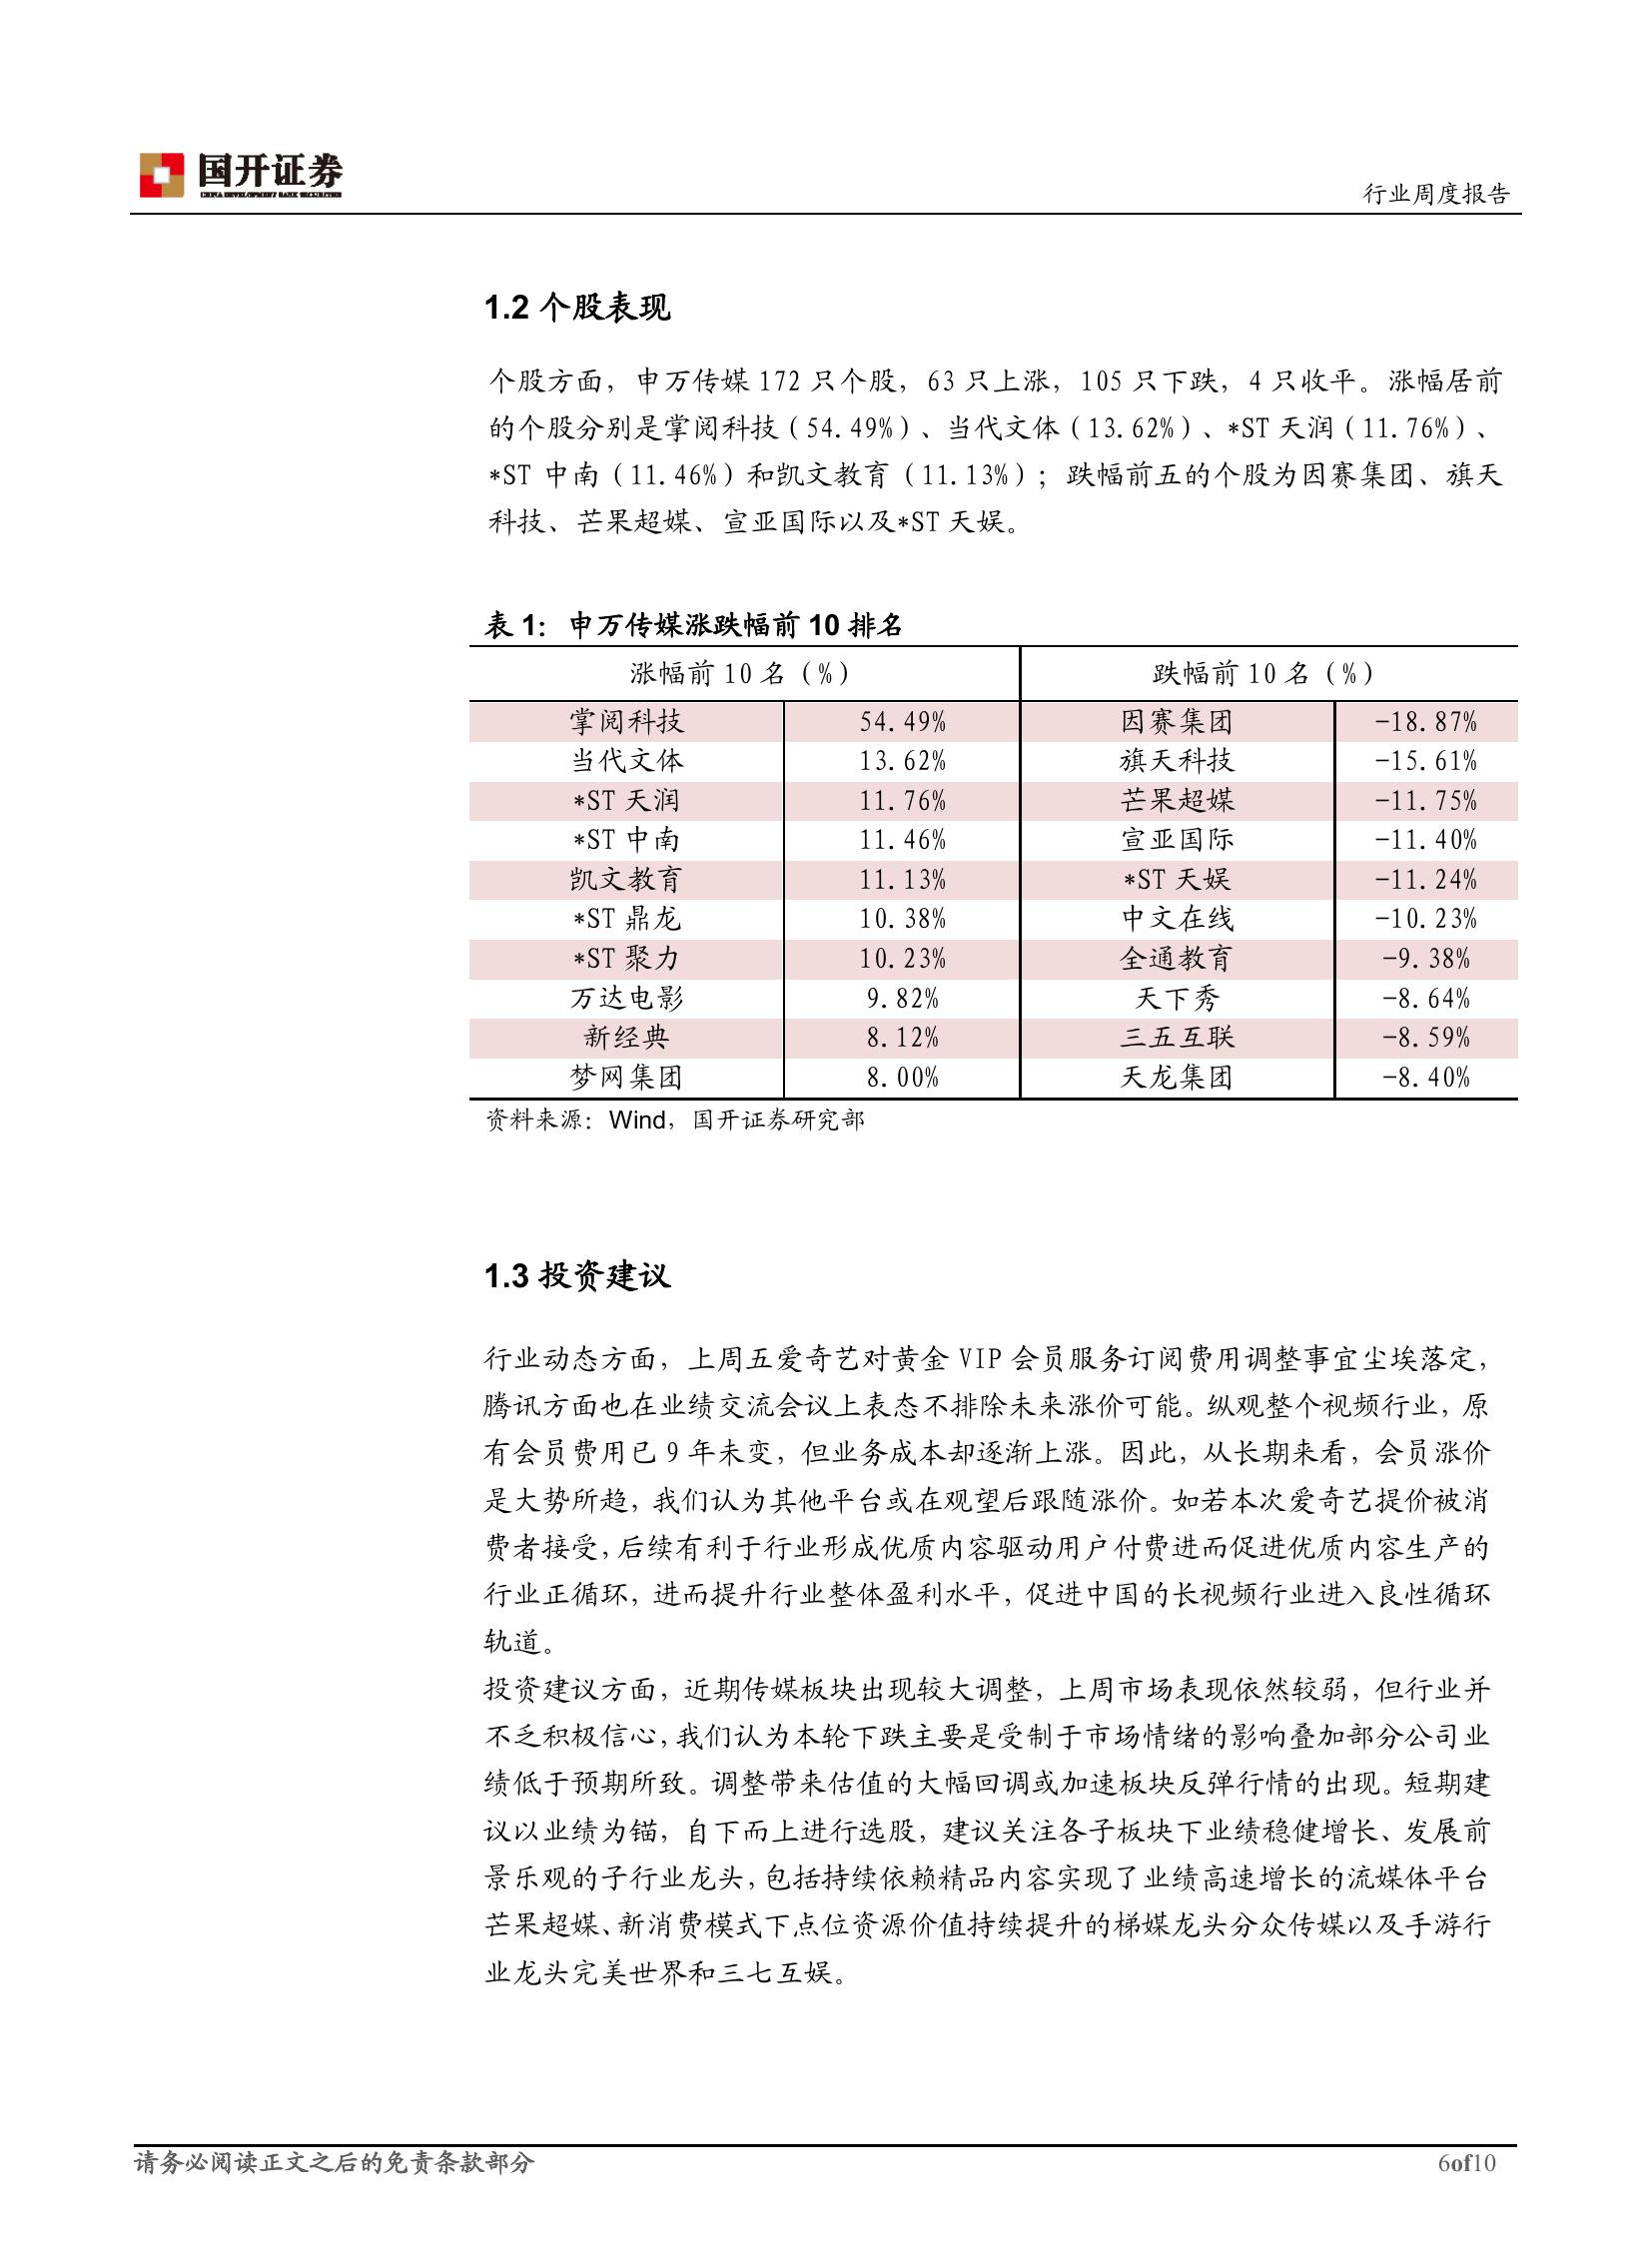 国开证券
CHINA DEVELOPMENT BANK SECURITIES
行业周度报告
1.2 个股表现
个股方面，申万传媒 172 只个股，63 只上涨，105 只下跌，4 只收平。涨幅居前
的个股分别是掌阅科技（54.49%）、当代文体（13.62%）、*ST 天润（11.76%）、
*ST 中南（11.46%）和凯文教育（11.13%）；跌幅前五的个股为因赛集团、旗天
科技、芒果超媒、宣亚国际以及*ST 天娱。
表 1：申万传媒涨跌幅前 10 排名
涨幅前 10 名（%） 跌幅前 10 名（%）
掌阅科技 54.49% 因赛集团 -18.87%
当代文体 13.62% 旗天科技 -15.61%
*ST 天润 11.76% 芒果超媒 -11.75%
*ST 中南 11.46% 宣亚国际 -11.40%
凯文教育 11.13% *ST 天娱 -11.24%
*ST 鼎龙 10.38% 中文在线 -10.23%
*ST 聚力 10.23% 全通教育 -9.38%
万达电影 9.82% 天下秀 -8.64%
新经典 8.12% 三五互联 -8.59%
梦网集团 8.00% 天龙集团 -8.40%
资料来源：Wind，国开证券研究部
1.3 投资建议
行业动态方面，上周五爱奇艺对黄金 VIP 会员服务订阅费用调整事宜尘埃落定，
腾讯方面也在业绩交流会议上表态不排除未来涨价可能。纵观整个视频行业，原
有会员费用已 9 年未变，但业务成本却逐渐上涨。因此，从长期来看，会员涨价
是大势所趋，我们认为其他平台或在观望后跟随涨价。如若本次爱奇艺提价被消
费者接受，后续有利于行业形成优质内容驱动用户付费进而促进优质内容生产的
行业正循环，进而提升行业整体盈利水平，促进中国的长视频行业进入良性循环
轨道。
投资建议方面，近期传媒板块出现较大调整，上周市场表现依然较弱，但行业并
不乏积极信心，我们认为本轮下跌主要是受制于市场情绪的影响叠加部分公司业
绩低于预期所致。调整带来估值的大幅回调或加速板块反弹行情的出现。短期建
议以业绩为锚，自下而上进行选股，建议关注各子板块下业绩稳健增长、发展前
景乐观的子行业龙头，包括持续依赖精品内容实现了业绩高速增长的流媒体平台
芒果超媒、新消费模式下点位资源价值持续提升的梯媒龙头分众传媒以及手游行
业龙头完美世界和三七互娱。
请务必阅读正文之后的免责条款部分
6of10